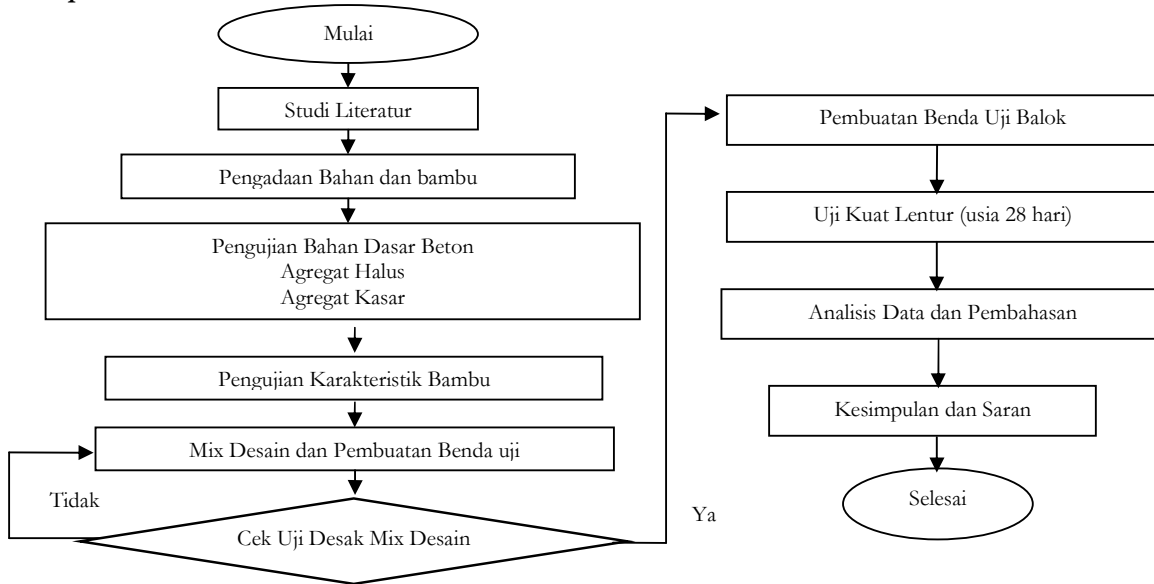 Mulai
Studi Literatur
Pengadaan Bahan dan bambu
Pengujian Bahan Dasar Beton
Agregat Halus
Agregat Kasar
Pengujian Karakteristik Bambu
Mix Desain dan Pembuatan Benda uji
Tidak
Cek Uji Desak Mix Desain
Ya
Pembuatan Benda Uji Balok
Uji Kuat Lentur (usia 28 hari)
Analisis Data dan Pembahasan
Kesimpulan dan Saran
Selesai